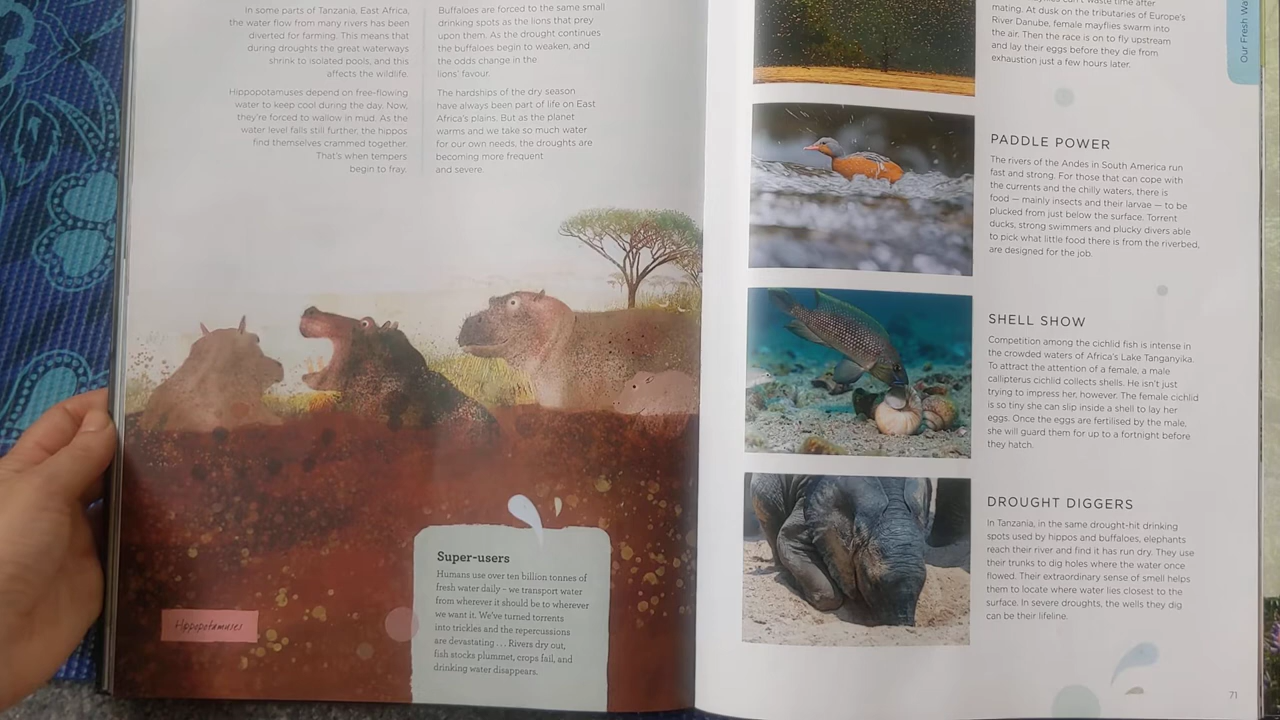 In some parts of Tanzania, East Africa,
the water flow from many rivers has been
diverted for farming. This means that
during droughts the great waterways
shrink to isolated pools, and this
affects the wildlife.
Hippopotamuses depend on free-flowing
water to keep cool during the day. Now,
they're forced to wallow in mud. As the
water level falls still further, the hippos
find themselves crammed together.
That's when tempers
begin to fray.
Buffaloes are forced to the same small
drinking spots as the lions that prey
upon them. As the drought continues
the buffaloes begin to weaken, and
the odds change in the
lions' favour.
The hardships of the dry season
have always been part of life on East
Africa's plains. But as the planet
warms and we take so much water
for our own needs, the droughts are
becoming more frequent
and severe.
Hippopotamuses
Super-users
Humans use over ten billion tonnes of
fresh water daily – we transport water
from wherever it should be to wherever
we want it. We've turned torrents
into trickles and the repercussions
are devastating . . . Rivers dry out,
fish stocks plummet, crops fail, and
drinking water disappears.
can't waste time after
mating. At dusk on the tributaries of Europe's
River Danube, female mayflies swarm into
the air. Then the race is on to fly upstream
and lay their eggs before they die from
exhaustion just a few hours later.
PADDLE POWER
The rivers of the Andes in South America run
fast and strong. For those that can cope with
the currents and the chilly waters, there is
food — mainly insects and their larvae — to be
plucked from just below the surface. Torrent
ducks, strong swimmers and plucky divers able
to pick what little food there is from the riverbed,
are designed for the job.
SHELL SHOW
Competition among the cichlid fish is intense in
the crowded waters of Africa's Lake Tanganyika.
To attract the attention of a female, a male
callipterus cichlid collects shells. He isn't just
trying to impress her, however. The female cichlid
is so tiny she can slip inside a shell to lay her
eggs. Once the eggs are fertilised by the male,
she will guard them for up to a fortnight before
they hatch.
DROUGHT DIGGERS
In Tanzania, in the same drought-hit drinking
spots used by hippos and buffaloes, elephants
reach their river and find it has run dry. They use
their trunks to dig holes where the water once
flowed. Their extraordinary sense of smell helps
them to locate where water lies closest to the
surface. In severe droughts, the wells they dig
can be their lifeline.
Our Fresh Wa
71